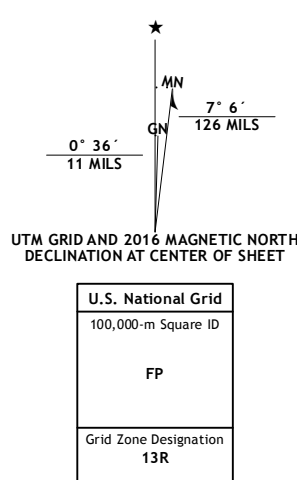 MN
GN
7° 6´
126 MILS
0° 36´
11 MILS
UTM GRID AND 2016 MAGNETIC NORTH
DECLINATION AT CENTER OF SHEET
U.S. National Grid
100,000-m Square ID
FP
Grid Zone Designation
13R